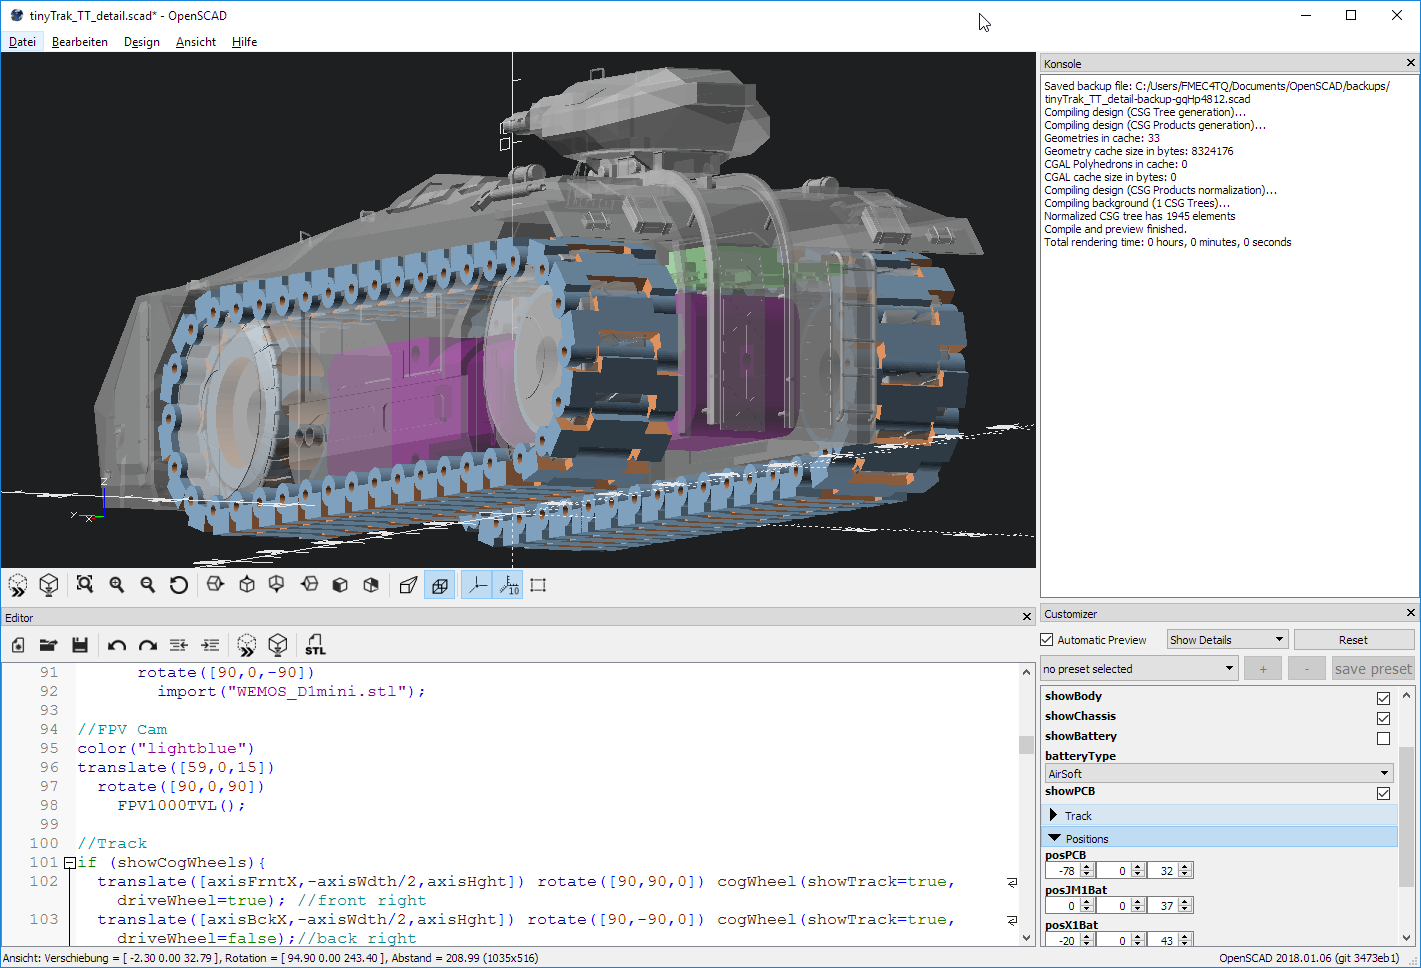 tinyTrak_TT_detail.scad* - OpenSCAD
Datei Bearbeiten Design Ansicht Hilfe
Z
Y
X
Konsole
Saved backup file: C:/Users/FMEC4TQ/Documents/OpenSCAD/backups/
tinyTrak_TT_detail-backup-gqHp4812.scad
Compiling design (CSG Tree generation)...
Compiling design (CSG Products generation)...
Geometries in cache: 33
Geometry cache size in bytes: 8324176
CGAL Polyhedrons in cache: 0
CGAL cache size in bytes: 0
Compiling design (CSG Products normalization)...
Compiling background (1 CSG Trees)...
Normalized CSG tree has 1945 elements
Compile and preview finished.
Total rendering time: 0 hours, 0 minutes, 0 seconds
10
Editor
STL
91 rotate([90,0,-90])
92 import("WEMOS_D1mini.stl");
93
94 //FPV Cam
95 color("lightblue")
96 translate([59,0,15])
97 rotate([90,0,90])
98 FPV1000TVL();
99
100 //Track
101 if (showCogWheels){
102 translate([axisFrntX,-axisWdth/2,axisHght]) rotate([90,90,0]) cogWheel(showTrack=true,
driveWheel=true); //front right
103 translate([axisBckX,-axisWdth/2,axisHght]) rotate([90,-90,0]) cogWheel(showTrack=true,
driveWheel=false);//back right
Customizer
Automatic Preview Show Details Reset
no preset selected + - save preset
showBody
showChassis
showBattery
batteryType
AirSoft
showPCB
Track
Positions
posPCB
-78 0 32
posJM1Bat
0 0 37
posX1Bat
-20 0 43
Ansicht: Verschiebung = [ -2.30 0.00 32.79 ], Rotation = [ 94.90 0.00 243.40 ], Abstand = 208.99 (1035x516)
OpenSCAD 2018.01.06 (git 3473eb1)